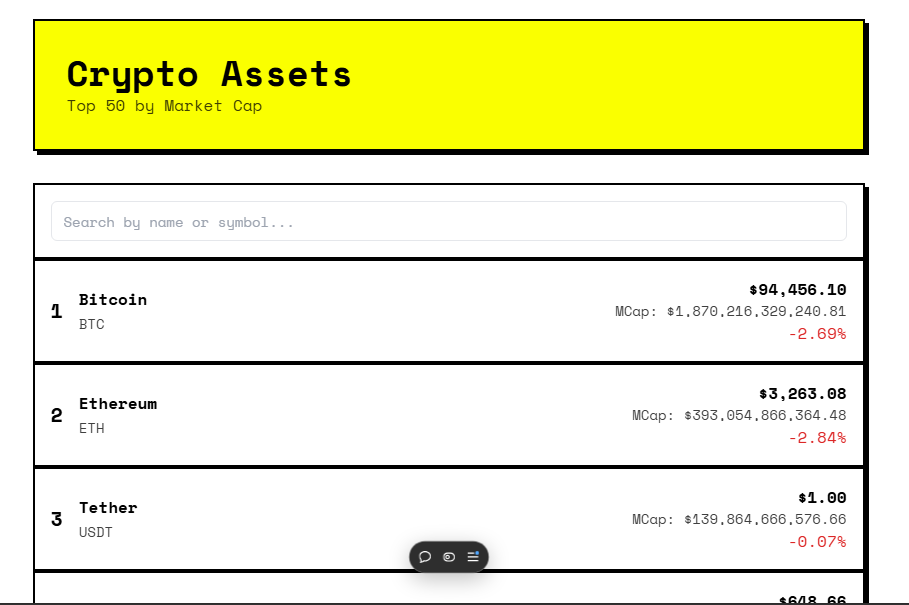 Crypto Assets
Top 50 by Market Cap
Search by name or symbol...
1
Bitcoin
BTC
$94,456.10
MCap: $1,870,216,329,240.81
-2.69%
2
Ethereum
ETH
$3,263.08
MCap: $393,054,866,364.48
-2.84%
3
Tether
USDT
$1.00
MCap: $139,864,666,576.66
-0.07%
$648.66